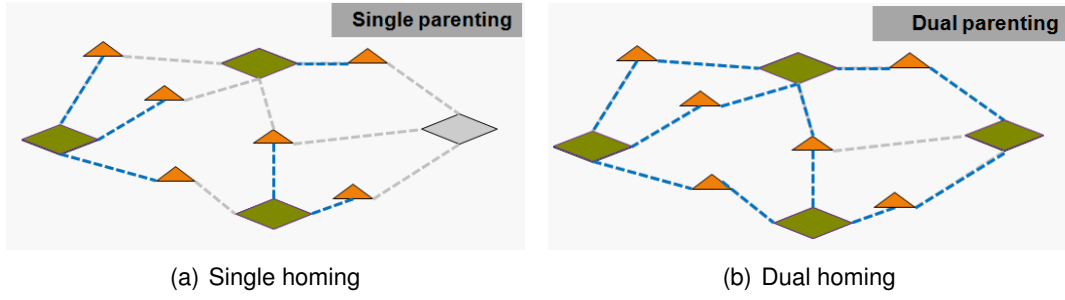 Single parenting
Dual parenting
(a) Single homing
(b) Dual homing